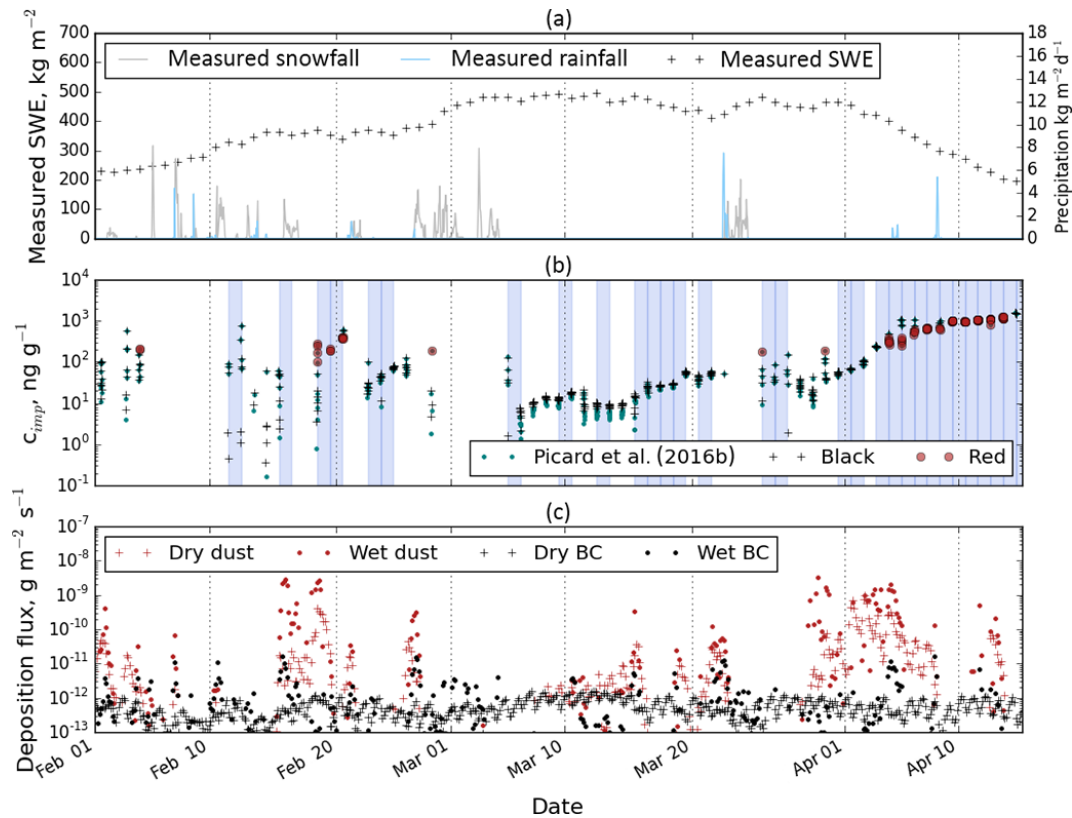 (a)
Measured SWE, kg m⁻²
700
600
500
400
300
200
100
0
Measured snowfall
Measured rainfall
Measured SWE
18
16
14
12
10
8
6
4
2
0
Precipitation kg m⁻² d⁻¹
(b)
c_imp, ng g⁻¹
10⁴
10³
10²
10¹
10⁰
10⁻¹
Picard et al. (2016b)
Black
Red
(c)
Deposition flux, g m⁻² s⁻¹
10⁻⁷
10⁻⁸
10⁻⁹
10⁻¹⁰
10⁻¹¹
10⁻¹²
10⁻¹³
Dry dust
Wet dust
Dry BC
Wet BC
Feb 01
Feb 10
Feb 20
Mar 01
Mar 10
Mar 20
Apr 01
Apr 10
Date